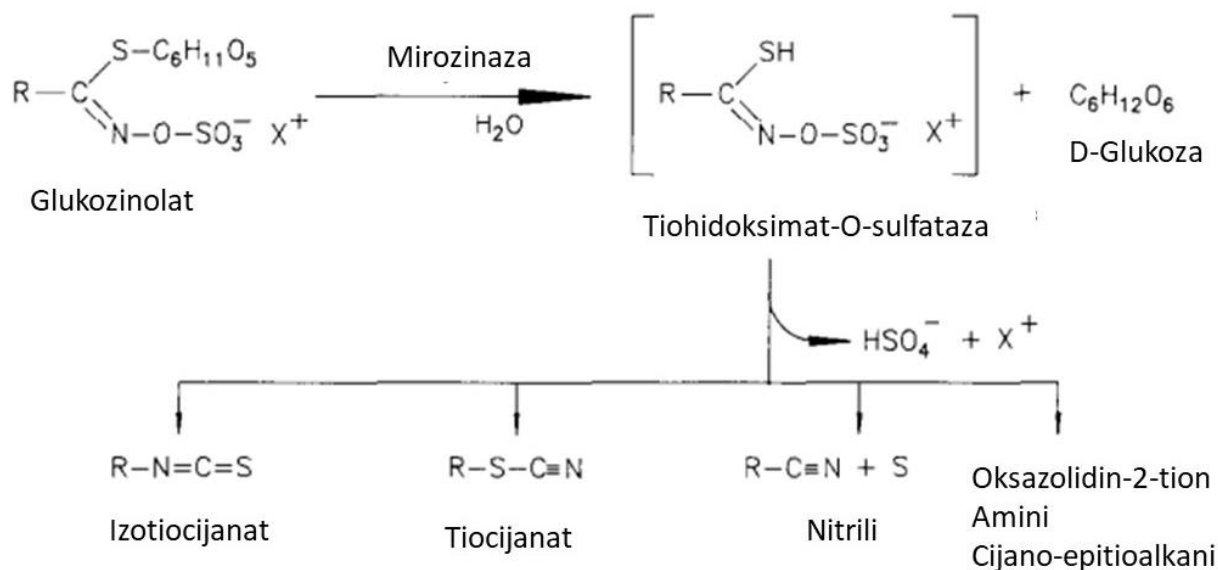 S–C₆H₁₁O₅
R–C
N–O–SO₃⁻ X⁺
Glukozinolat
Mirozinaza
H₂O
SH
R–C
N–O–SO₃⁻ X⁺
+ C₆H₁₂O₆
D-Glukoza
Tiohidoksimat-O-sulfataza
HSO₄⁻ + X⁺
R–N=C=S
Izotiocijanat
R–S–C≡N
Tiocijanat
R–C≡N + S
Nitrili
Oksazolidin-2-tion
Amini
Cijano-epitioalkani